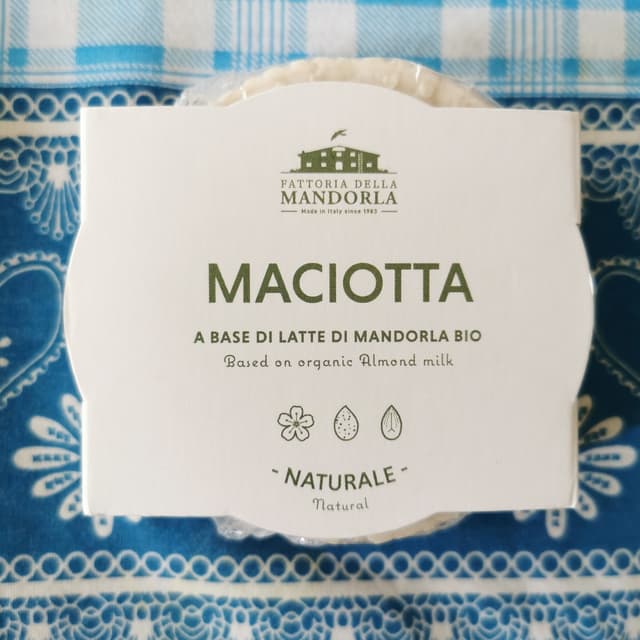 FATTORIA DELLA
MANDORLA
Made in Italy since 1982
MACIOTTA
A BASE DI LATTE DI MANDORLA BIO
Based on organic Almond milk
- NATURALE -
Natural